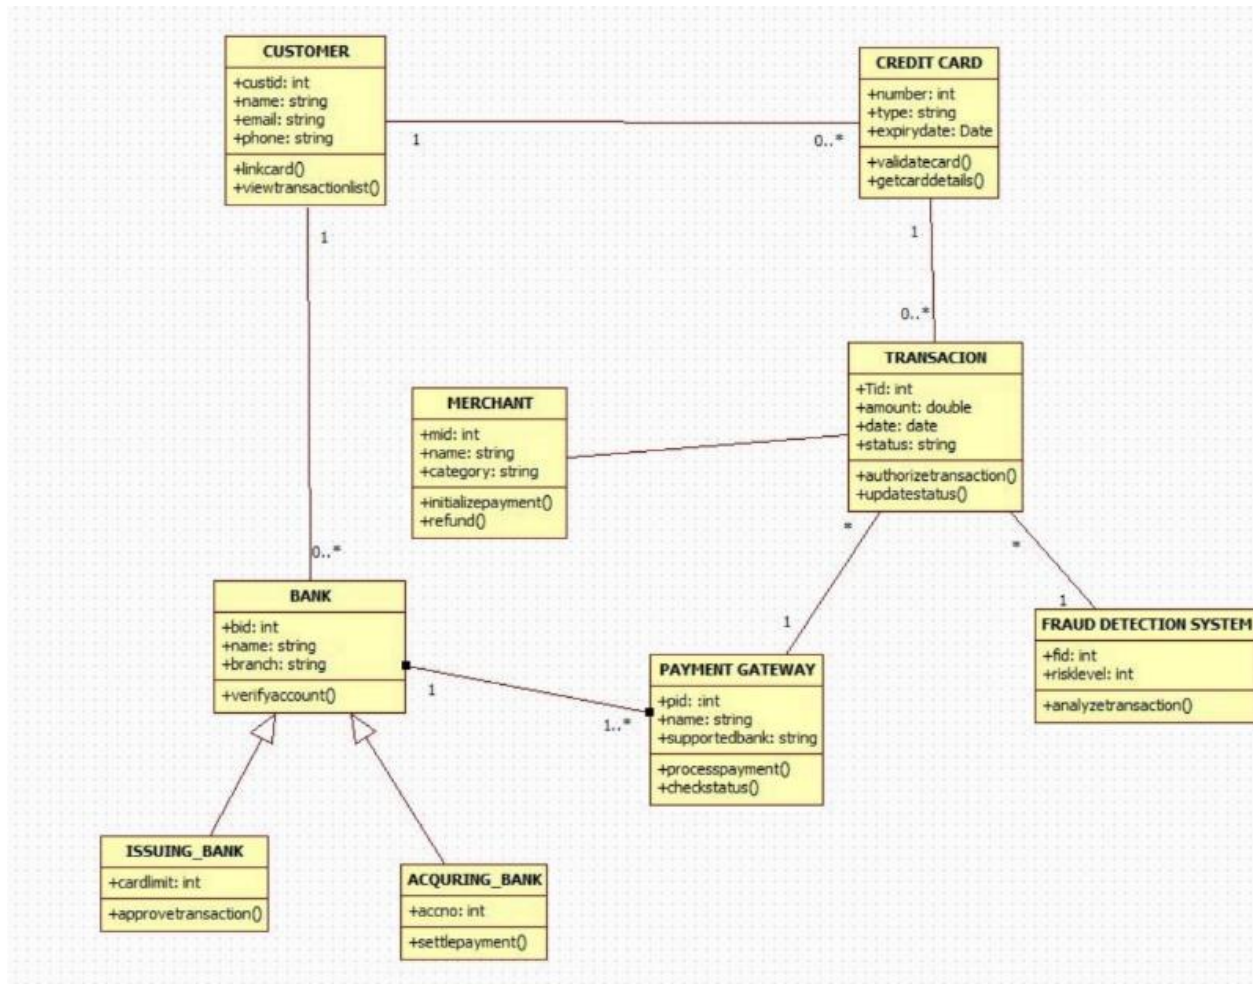 CUSTOMER
+custid: int
+name: string
+email: string
+phone: string
+linkcard()
+viewtransactionlist()
1
0..*
CREDIT CARD
+number: int
+type: string
+expirydate: Date
+validatecard()
+getcarddetails()
1
0..*
1
0..*
TRANSACION
+Tid: int
+amount: double
+date: date
+status: string
+authorizetransaction()
+updatestatus()
MERCHANT
+mid: int
+name: string
+category: string
+initializepayment()
+refund()
*
1
*
1
BANK
+bid: int
+name: string
+branch: string
+verifyaccount()
1
1..*
PAYMENT GATEWAY
+pid: :int
+name: string
+supportedbank: string
+processpayment()
+checkstatus()
FRAUD DETECTION SYSTEM
+fid: int
+risklevel: int
+analyzetransaction()
ISSUING_BANK
+cardlimit: int
+approvetransaction()
ACQURING_BANK
+accno: int
+settlepayment()